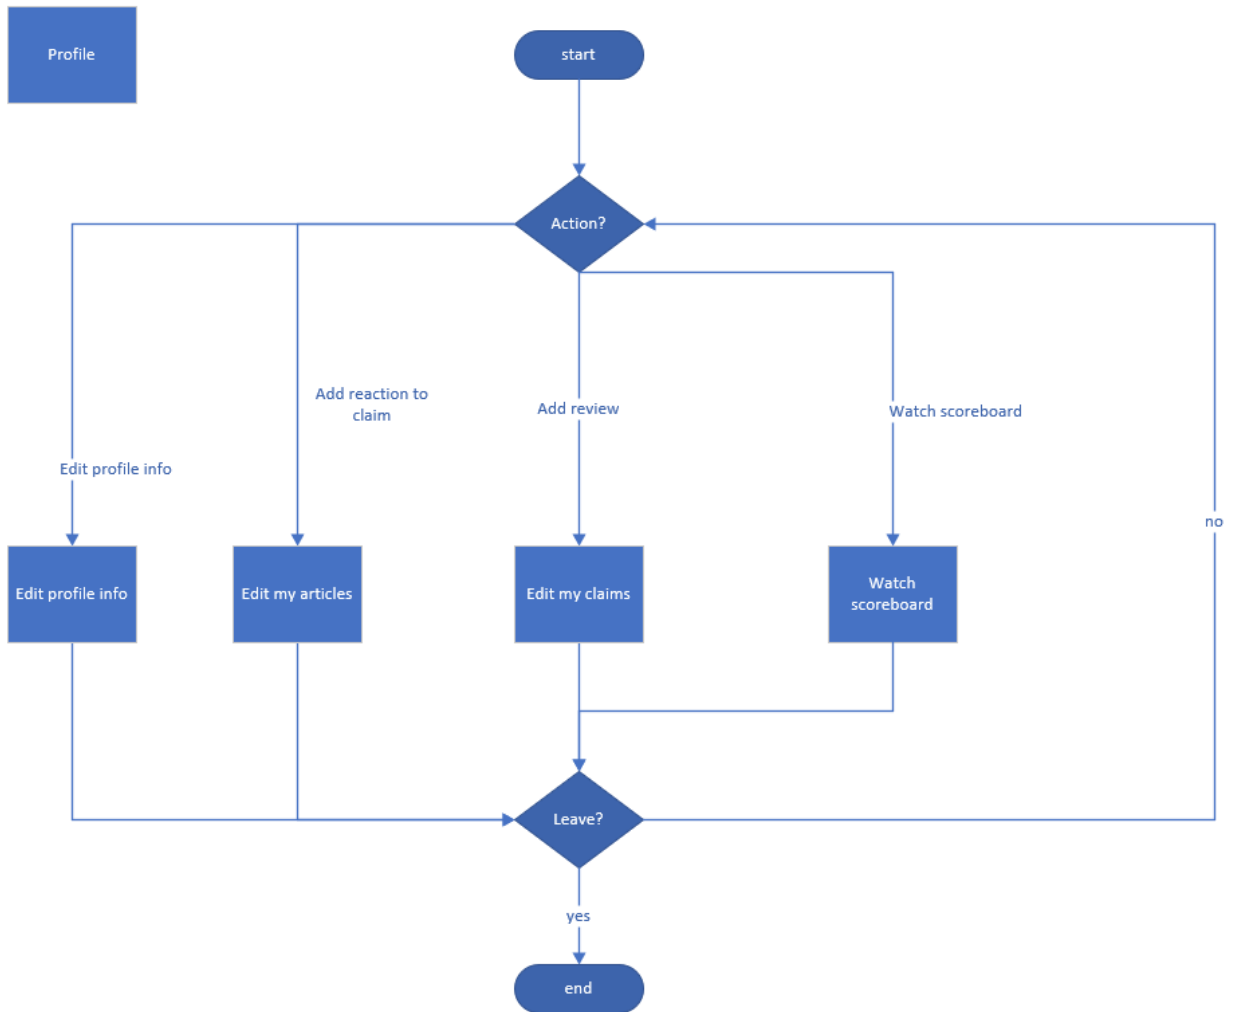 Profile
start
Action?
Add reaction to
claim
Add review
Watch scoreboard
Edit profile info
no
Edit profile info
Edit my articles
Edit my claims
Watch
scoreboard
Leave?
yes
end